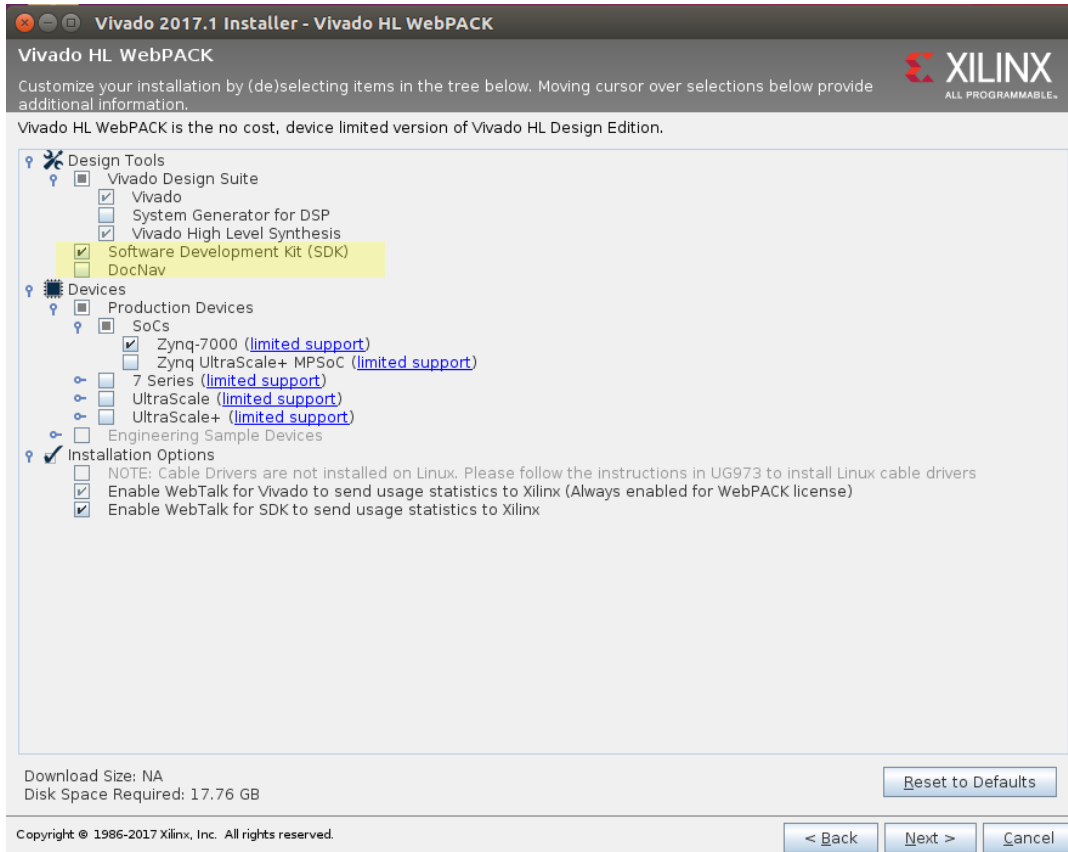 Vivado 2017.1 Installer - Vivado HL WebPACK
Vivado HL WebPACK
Customize your installation by (de)selecting items in the tree below. Moving cursor over selections below provide
additional information.
XILINX
ALL PROGRAMMABLE™
Vivado HL WebPACK is the no cost, device limited version of Vivado HL Design Edition.
Design Tools
Vivado Design Suite
Vivado
System Generator for DSP
Vivado High Level Synthesis
Software Development Kit (SDK)
DocNav
Devices
Production Devices
SoCs
Zynq-7000 (limited support)
Zynq UltraScale+ MPSoC (limited support)
7 Series (limited support)
UltraScale (limited support)
UltraScale+ (limited support)
Engineering Sample Devices
Installation Options
NOTE: Cable Drivers are not installed on Linux. Please follow the instructions in UG973 to install Linux cable drivers
Enable WebTalk for Vivado to send usage statistics to Xilinx (Always enabled for WebPACK license)
Enable WebTalk for SDK to send usage statistics to Xilinx
Download Size: NA
Disk Space Required: 17.76 GB
Reset to Defaults
Copyright © 1986-2017 Xilinx, Inc. All rights reserved.
< Back
Next >
Cancel